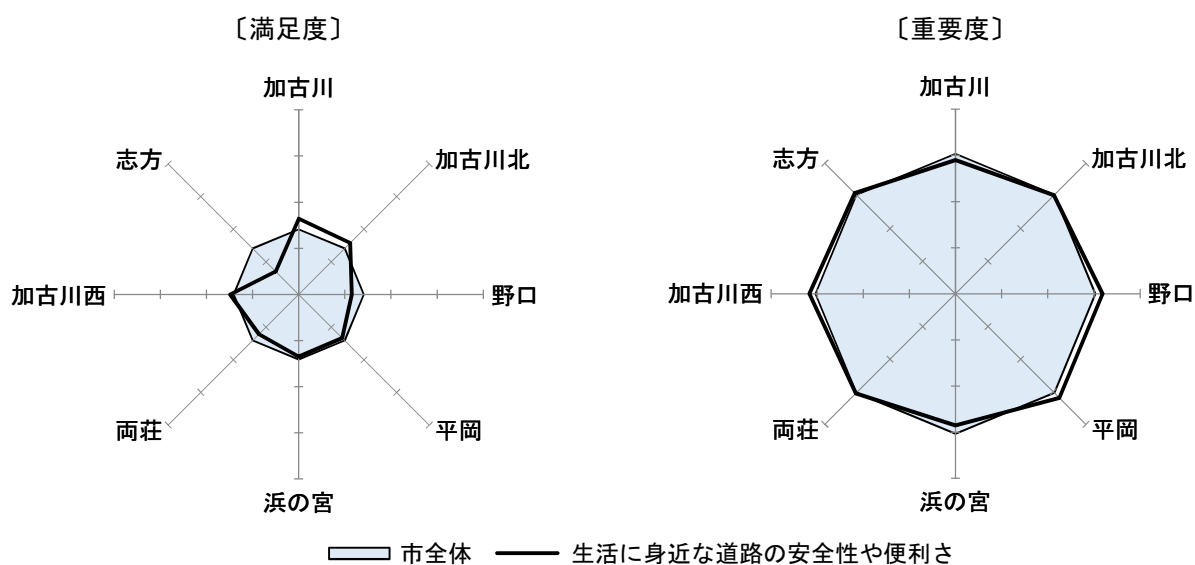 〔満足度〕
加古川
加古川北
野口
平岡
浜の宮
両荘
加古川西
志方
〔重要度〕
加古川
加古川北
野口
平岡
浜の宮
両荘
加古川西
志方
市全体
生活に身近な道路の安全性や便利さ